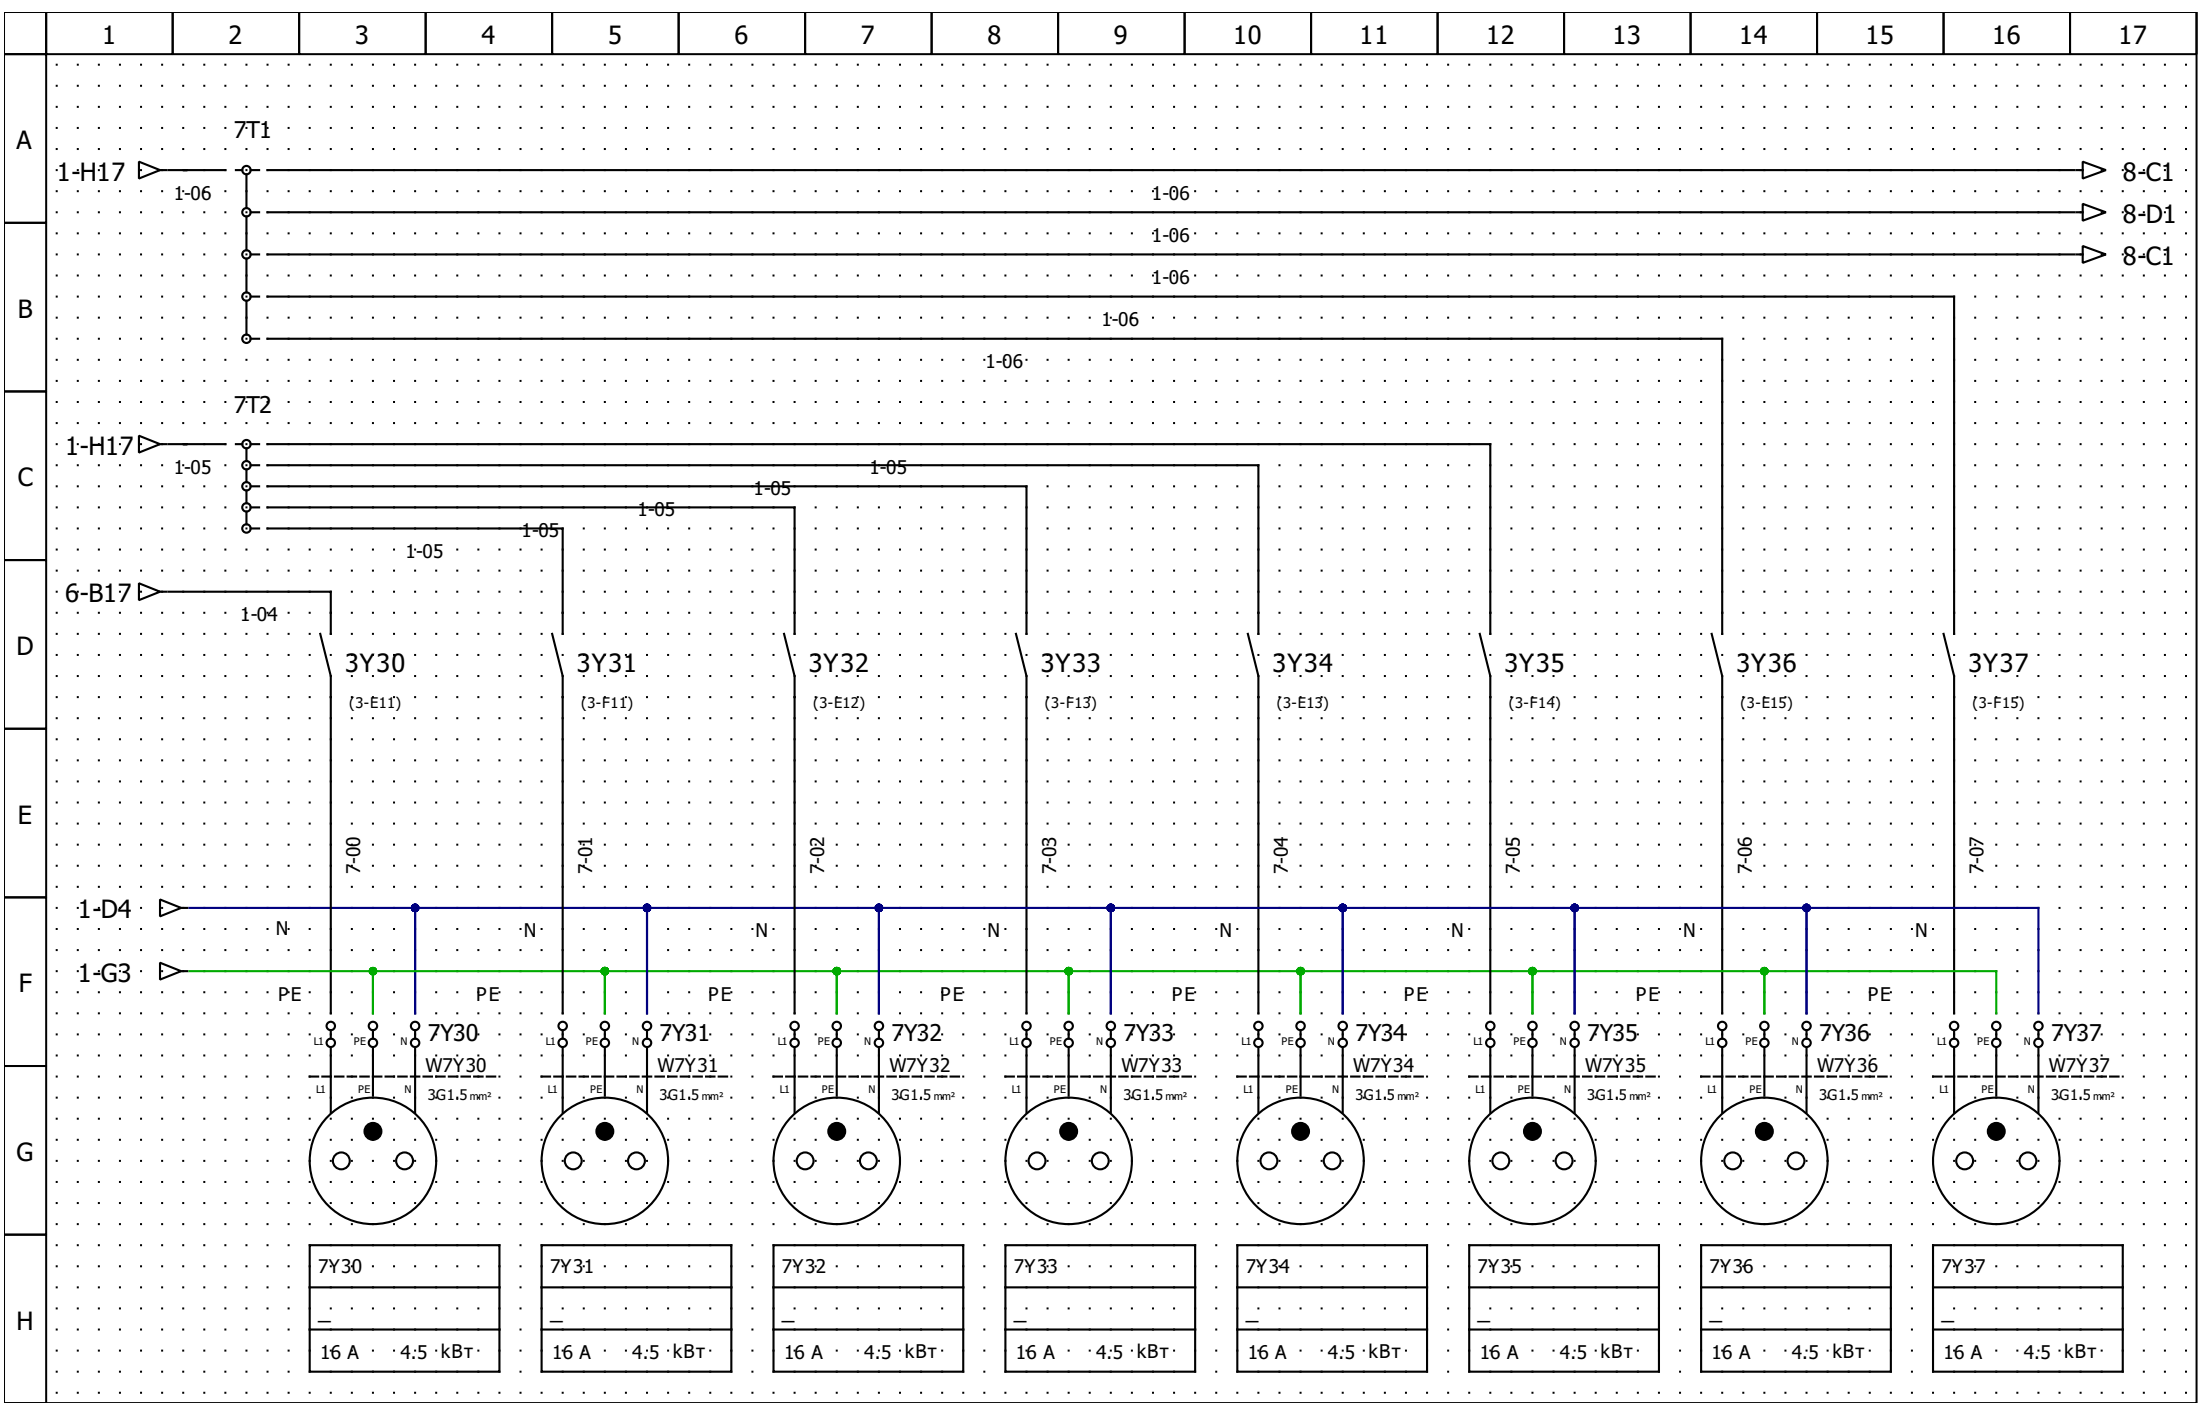 1 2 3 4 5 6 7 8 9 10 11 12 13 14 15 16 17
A
7T1
1-H17 8-C1
1-06 1-06
8-D1
1-06
8-C1
1-06
B
1-06
1-06
7T2
1-H17
1-05 1-05
C
1-05
1-05
1-05
1-05
6-B17
1-04
D
3Y30 3Y31 3Y32 3Y33 3Y34 3Y35 3Y36 3Y37
(3-E11) (3-F11) (3-E12) (3-F13) (3-E13) (3-F14) (3-E15) (3-F15)
E
7-00 7-01 7-02 7-03 7-04 7-05 7-06 7-07
1-D4
N N N N N N N N
1-G3
F
PE PE PE PE PE PE PE PE
L1 PE N 7Y30 L1 PE N 7Y31 L1 PE N 7Y32 L1 PE N 7Y33 L1 PE N 7Y34 L1 PE N 7Y35 L1 PE N 7Y36 L1 PE N 7Y37
W7Y30 W7Y31 W7Y32 W7Y33 W7Y34 W7Y35 W7Y36 W7Y37
L1 PE N 3G1.5 mm² L1 PE N 3G1.5 mm² L1 PE N 3G1.5 mm² L1 PE N 3G1.5 mm² L1 PE N 3G1.5 mm² L1 PE N 3G1.5 mm² L1 PE N 3G1.5 mm² L1 PE N 3G1.5 mm²
G
7Y30 7Y31 7Y32 7Y33 7Y34 7Y35 7Y36 7Y37
H
_ _ _ _ _ _ _ _
16 A 4.5 kВт 16 A 4.5 kВт 16 A 4.5 kВт 16 A 4.5 kВт 16 A 4.5 kВт 16 A 4.5 kВт 16 A 4.5 kВт 16 A 4.5 kВт